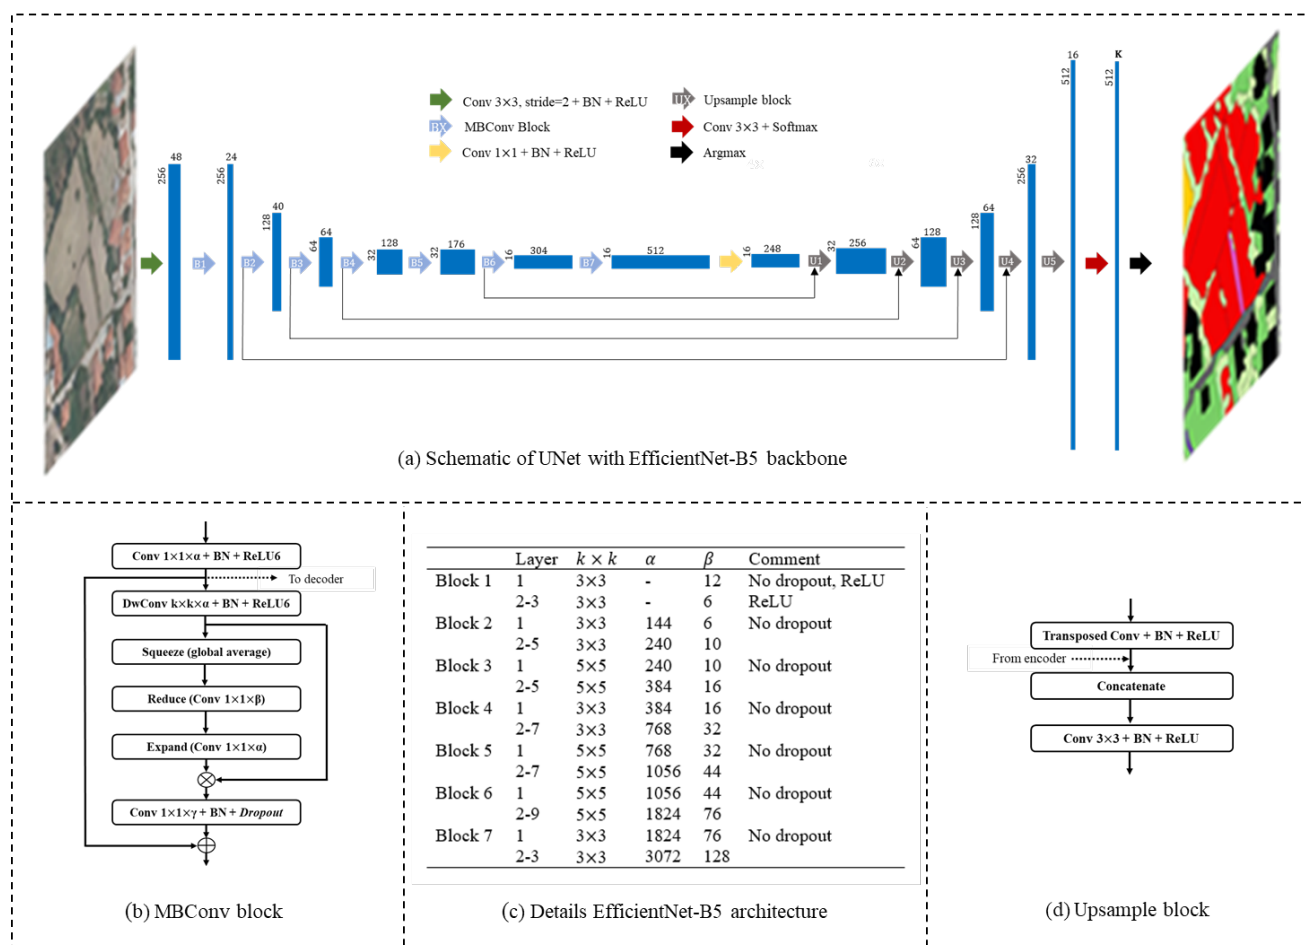 Conv 3×3, stride=2 + BN + ReLU
BX MBConv Block
Conv 1×1 + BN + ReLU
UX Upsample block
Conv 3×3 + Softmax
Argmax
48
256
B1
24
256
B2
40
128
B3
64
64
B4
128
32
B5
176
32
B6
304
16
B7
512
16
248
16
U1
256
32
U2
128
64
U3
64
128
U4
32
256
U5
16
512
K
512
(a) Schematic of UNet with EfficientNet-B5 backbone
Conv 1×1×α + BN + ReLU6
To decoder
DwConv k×k×α + BN + ReLU6
Squeeze (global average)
Reduce (Conv 1×1×β)
Expand (Conv 1×1×α)
Conv 1×1×γ + BN + Dropout
(b) MBConv block
Layer k × k α β Comment
Block 1 1 3×3 - 12 No dropout, ReLU
2-3 3×3 - 6 ReLU
Block 2 1 3×3 144 6 No dropout
2-5 3×3 240 10
Block 3 1 5×5 240 10 No dropout
2-5 5×5 384 16
Block 4 1 3×3 384 16 No dropout
2-7 3×3 768 32
Block 5 1 5×5 768 32 No dropout
2-7 5×5 1056 44
Block 6 1 5×5 1056 44 No dropout
2-9 5×5 1824 76
Block 7 1 3×3 1824 76 No dropout
2-3 3×3 3072 128
(c) Details EfficientNet-B5 architecture
Transposed Conv + BN + ReLU
From encoder
Concatenate
Conv 3×3 + BN + ReLU
(d) Upsample block